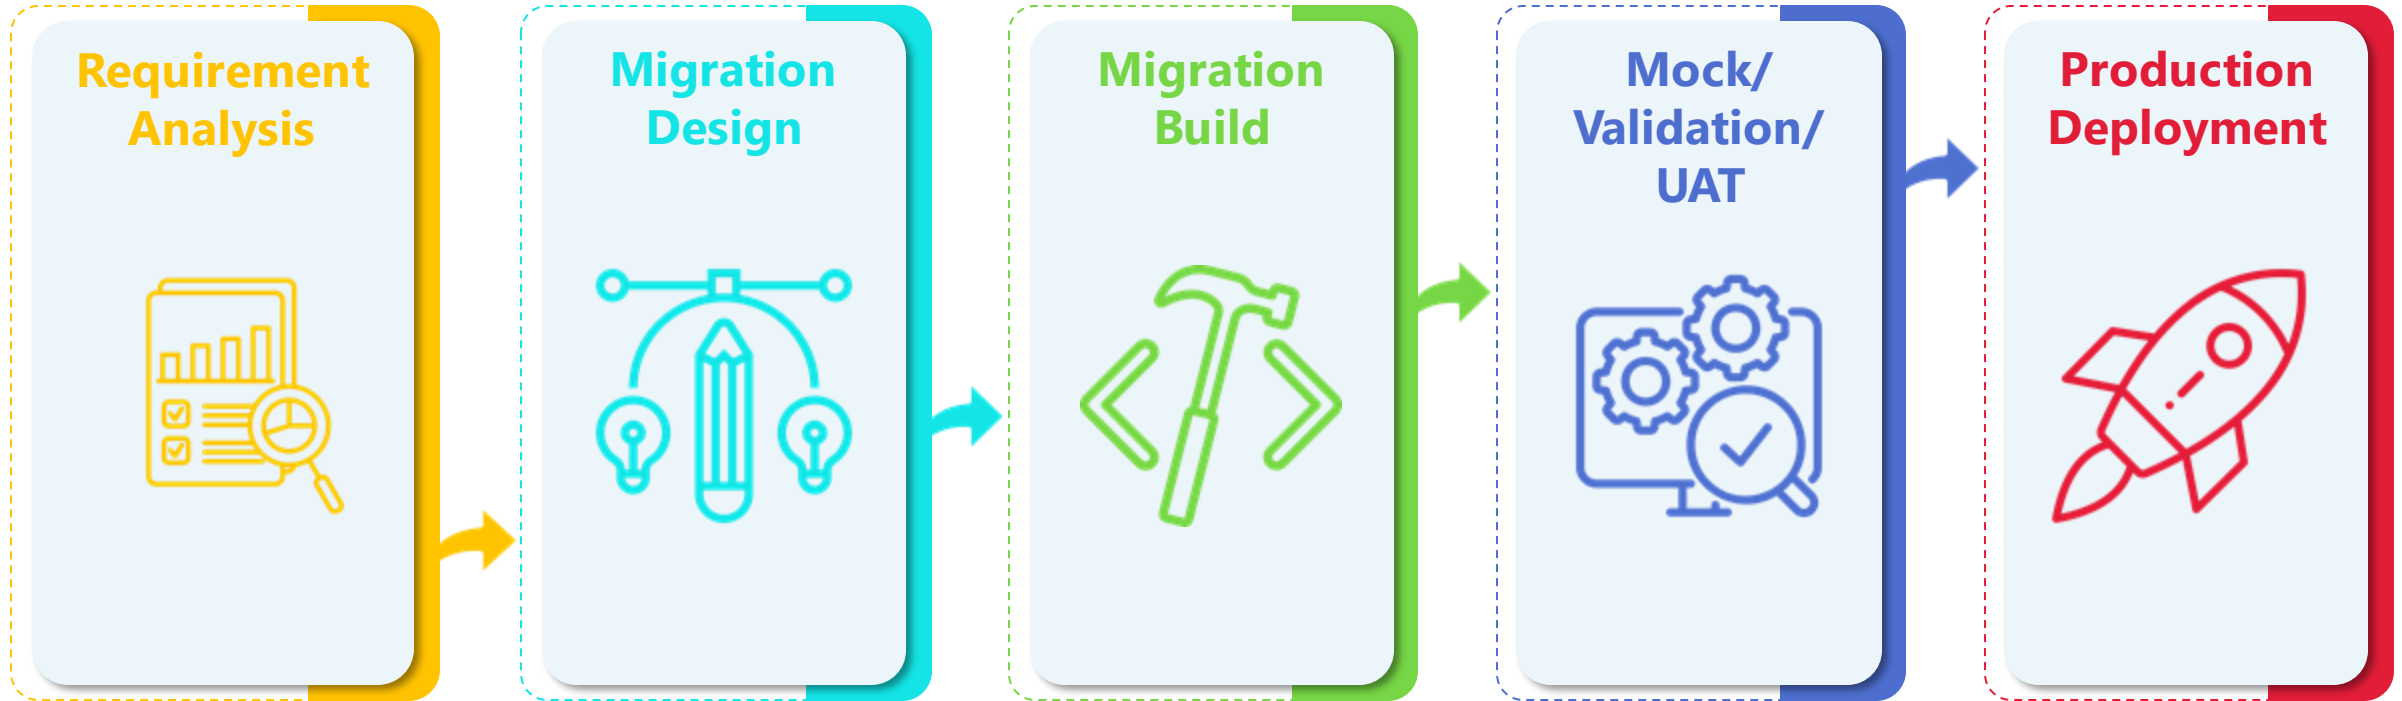 Requirement
Analysis
Migration
Design
Migration
Build
Mock/
Validation/
UAT
Production
Deployment